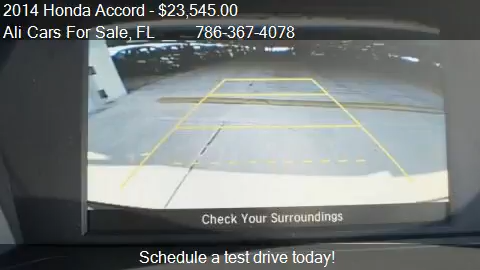 2014 Honda Accord - $23,545.00
Ali Cars For Sale, FL 786-367-4078
Check Your Surroundings
Schedule a test drive today!